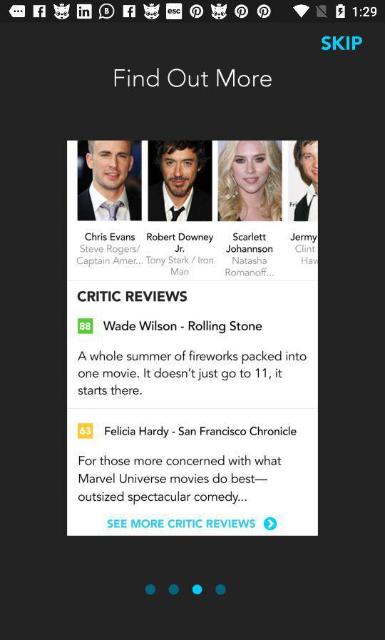 esc
1:29
SKIP
Find Out More
Chris Evans
Steve Rogers/
Captain Amer...
Robert Downey
Jr.
Tony Stark / Iron
Man
Scarlett
Johannson
Natasha
Romanoff...
Jermy
Clint
Haw
CRITIC REVIEWS
88 Wade Wilson - Rolling Stone
A whole summer of fireworks packed into
one movie. It doesn't just go to 11, it
starts there.
63 Felicia Hardy - San Francisco Chronicle
For those more concerned with what
Marvel Universe movies do best—
outsized spectacular comedy...
SEE MORE CRITIC REVIEWS